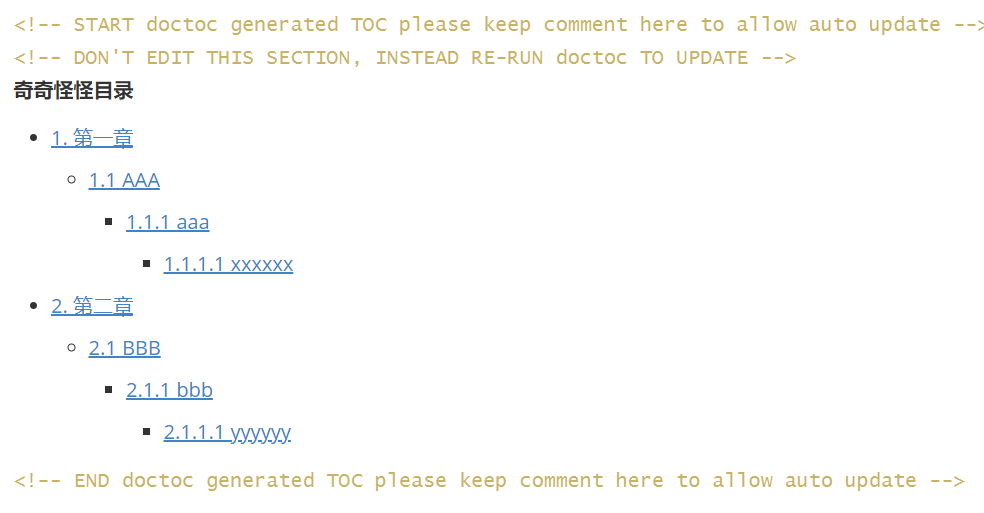 <!-- START doctoc generated TOC please keep comment here to allow auto update -->
<!-- DON'T EDIT THIS SECTION, INSTEAD RE-RUN doctoc TO UPDATE -->
奇奇怪怪目录
1. 第一章
1.1 AAA
1.1.1 aaa
1.1.1.1 xxxxxx
2. 第二章
2.1 BBB
2.1.1 bbb
2.1.1.1 yyyyyy
<!-- END doctoc generated TOC please keep comment here to allow auto update -->